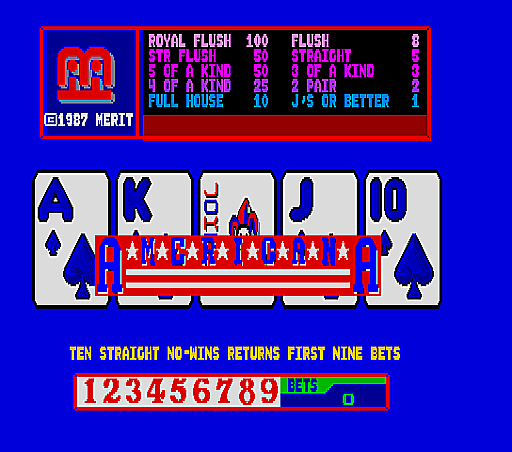 ROYAL FLUSH 100 FLUSH 8
STR FLUSH 50 STRAIGHT 5
5 OF A KIND 50 3 OF A KIND 3
4 OF A KIND 25 2 PAIR 2
FULL HOUSE 10 J'S OR BETTER 1
©1987 MERIT
A K JOK J 10
AMERICANA
TEN STRAIGHT NO-WINS RETURNS FIRST NINE BETS
123456789 BETS
0